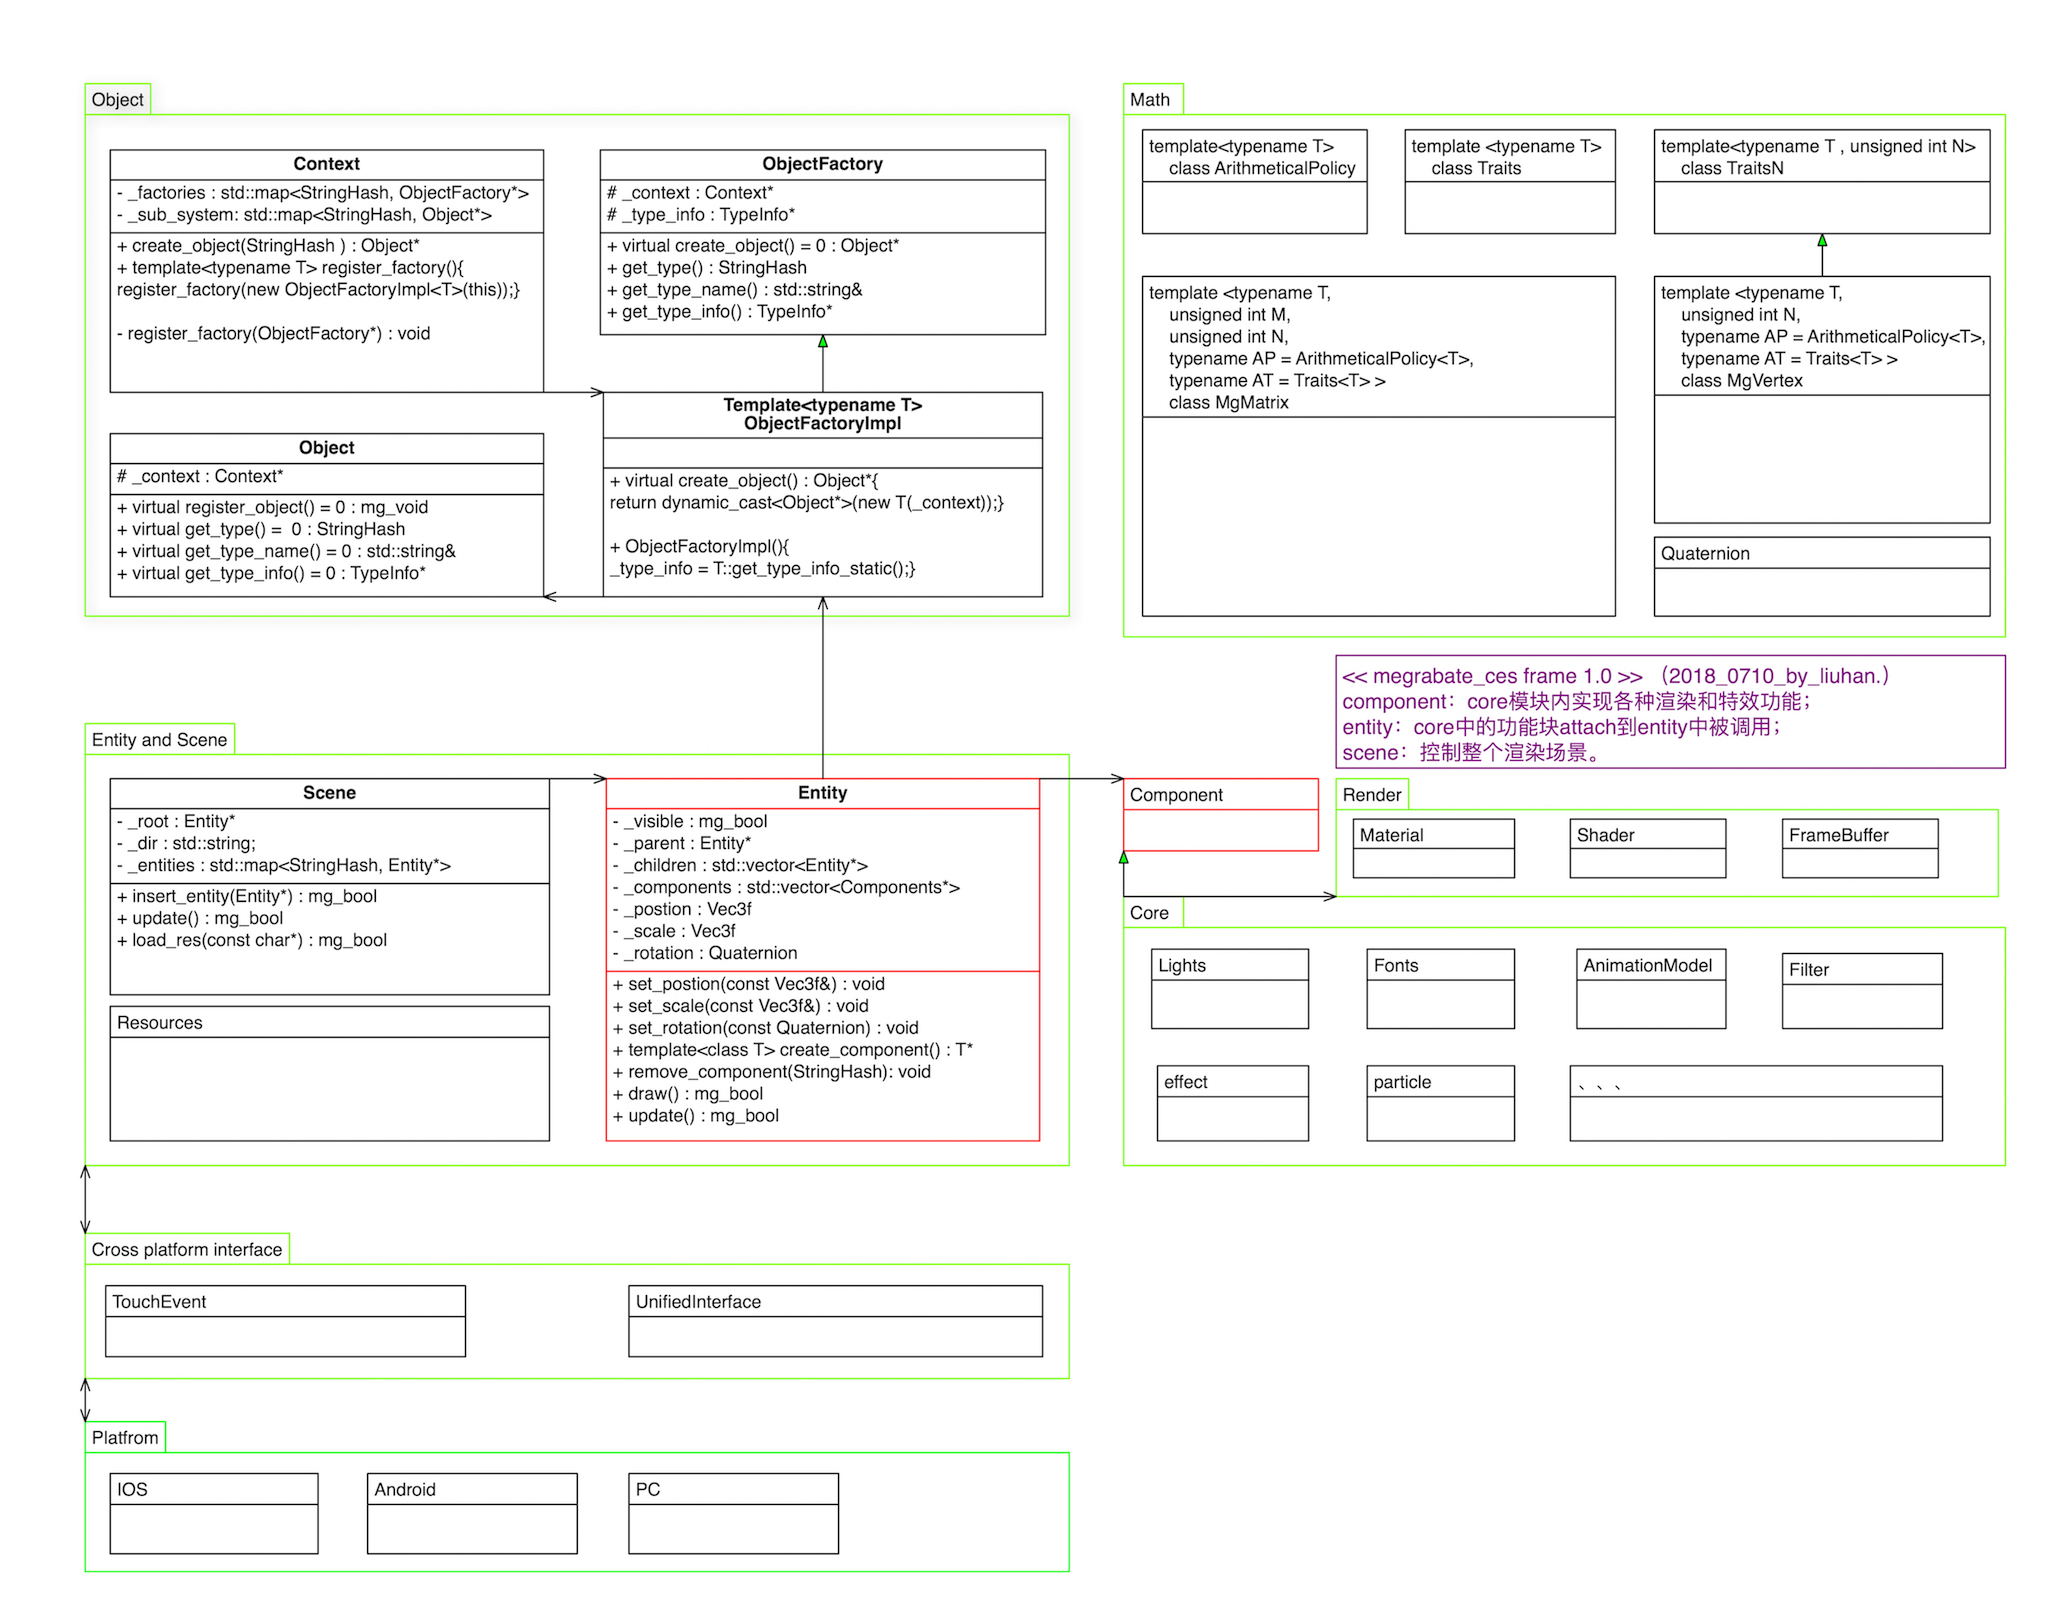 Object
Context
- _factories : std::map<StringHash, ObjectFactory*>
- _sub_system: std::map<StringHash, Object*>
+ create_object(StringHash ) : Object*
+ template<typename T> register_factory(){
register_factory(new ObjectFactoryImpl<T>(this));}
- register_factory(ObjectFactory*) : void
ObjectFactory
# _context : Context*
# _type_info : TypeInfo*
+ virtual create_object() = 0 : Object*
+ get_type() : StringHash
+ get_type_name() : std::string&
+ get_type_info() : TypeInfo*
Object
# _context : Context*
+ virtual register_object() = 0 : mg_void
+ virtual get_type() =  0 : StringHash
+ virtual get_type_name() = 0 : std::string&
+ virtual get_type_info() = 0 : TypeInfo*
Template<typename T>
ObjectFactoryImpl
+ virtual create_object() : Object*{
return dynamic_cast<Object*>(new T(_context));}
+ ObjectFactoryImpl(){
_type_info = T::get_type_info_static();}
Math
template<typename T>
class ArithmeticalPolicy
template <typename T>
class Traits
template<typename T , unsigned int N>
class TraitsN
template <typename T,
unsigned int M,
unsigned int N,
typename AP = ArithmeticalPolicy<T>,
typename AT = Traits<T> >
class MgMatrix
template <typename T,
unsigned int N,
typename AP = ArithmeticalPolicy<T>,
typename AT = Traits<T> >
class MgVertex
Quaternion
<< megrabate_ces frame 1.0 >> （2018_0710_by_liuhan.）
component：core模块内实现各种渲染和特效功能；
entity：core中的功能块attach到entity中被调用；
scene：控制整个渲染场景。
Entity and Scene
Scene
- _root : Entity*
- _dir : std::string;
- _entities : std::map<StringHash, Entity*>
+ insert_entity(Entity*) : mg_bool
+ update() : mg_bool
+ load_res(const char*) : mg_bool
Resources
Entity
- _visible : mg_bool
- _parent : Entity*
- _children : std::vector<Entity*>
- _components : std::vector<Components*>
- _postion : Vec3f
- _scale : Vec3f
- _rotation : Quaternion
+ set_postion(const Vec3f&) : void
+ set_scale(const Vec3f&) : void
+ set_rotation(const Quaternion) : void
+ template<class T> create_component() : T*
+ remove_component(StringHash): void
+ draw() : mg_bool
+ update() : mg_bool
Component
Render
Material
Shader
FrameBuffer
Core
Lights
Fonts
AnimationModel
Filter
effect
particle
、、、
Cross platform interface
TouchEvent
UnifiedInterface
Platfrom
IOS
Android
PC